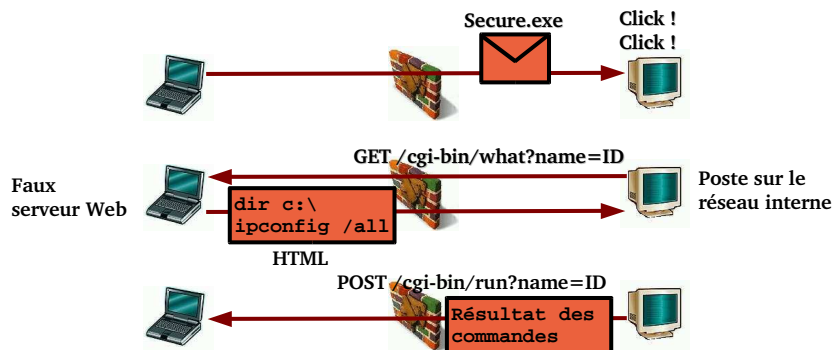 Secure.exe
Click !
Click !
GET /cgi-bin/what?name=ID
Faux
serveur Web
dir c:\
ipconfig /all
Poste sur le
réseau interne
HTML
POST /cgi-bin/run?name=ID
Résultat des
commandes